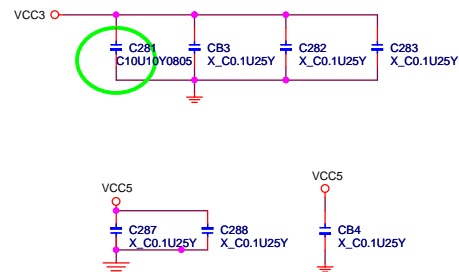 VCC3
C281 CB3 C282 C283
C10U10Y0805 X_C0.1U25Y X_C0.1U25Y X_C0.1U25Y
VCC5 VCC5
C287 C288 CB4
X_C0.1U25Y X_C0.1U25Y X_C0.1U25Y